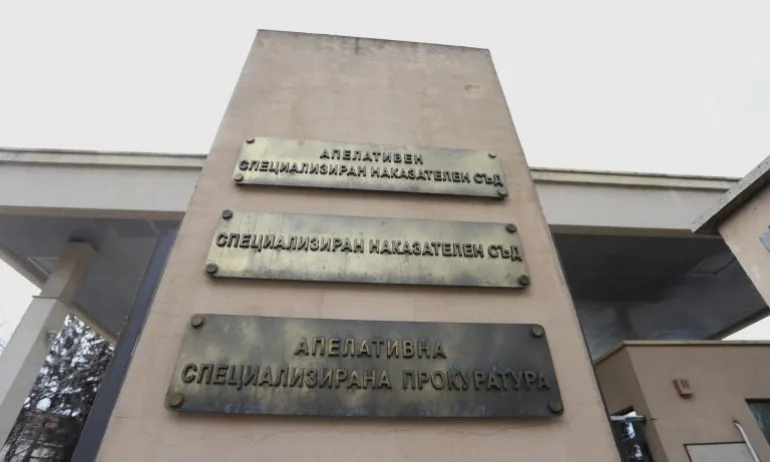 АПЕЛАТИВЕН
СПЕЦИАЛИЗИРАН НАКАЗАТЕЛЕН СЪД
СПЕЦИАЛИЗИРАН НАКАЗАТЕЛЕН СЪД
АПЕЛАТИВНА
СПЕЦИАЛИЗИРАНА ПРОКУРАТУРА